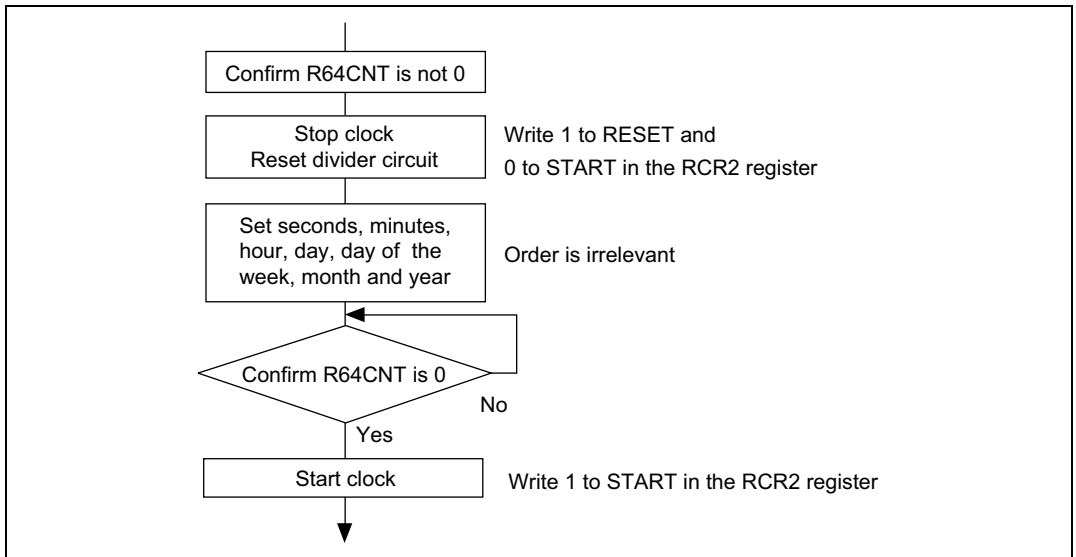 Confirm R64CNT is not 0
Stop clock
Reset divider circuit
Write 1 to RESET and
0 to START in the RCR2 register
Set seconds, minutes,
hour, day, day of the
week, month and year
Order is irrelevant
Confirm R64CNT is 0
No
Yes
Start clock
Write 1 to START in the RCR2 register